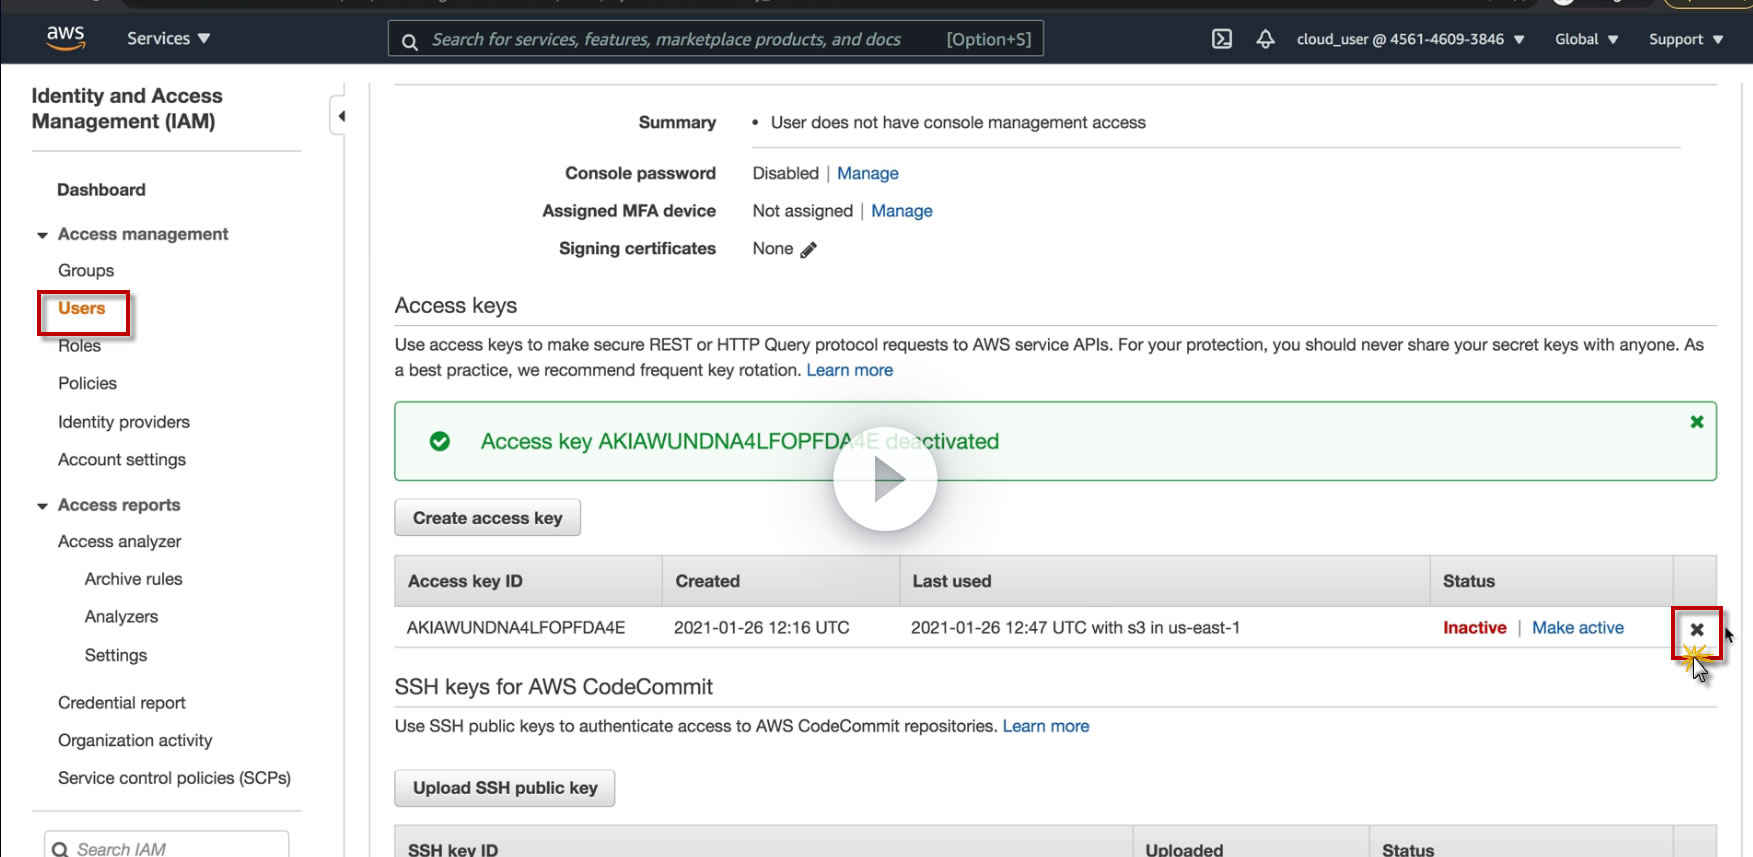 aws
Services
Search for services, features, marketplace products, and docs
[Option+S]
cloud_user @ 4561-4609-3846
Global
Support
Identity and Access
Management (IAM)
Dashboard
Access management
Groups
Users
Roles
Policies
Identity providers
Account settings
Access reports
Access analyzer
Archive rules
Analyzers
Settings
Credential report
Organization activity
Service control policies (SCPs)
Search IAM
Summary
• User does not have console management access
Console password
Disabled | Manage
Assigned MFA device
Not assigned | Manage
Signing certificates
None
Access keys
Use access keys to make secure REST or HTTP Query protocol requests to AWS service APIs. For your protection, you should never share your secret keys with anyone. As
a best practice, we recommend frequent key rotation. Learn more
Access key AKIAWUNDNA4LFOPFDA4E deactivated
Create access key
Access key ID Created Last used Status
AKIAWUNDNA4LFOPFDA4E 2021-01-26 12:16 UTC 2021-01-26 12:47 UTC with s3 in us-east-1 Inactive | Make active
SSH keys for AWS CodeCommit
Use SSH public keys to authenticate access to AWS CodeCommit repositories. Learn more
Upload SSH public key
SSH key ID Uploaded Status